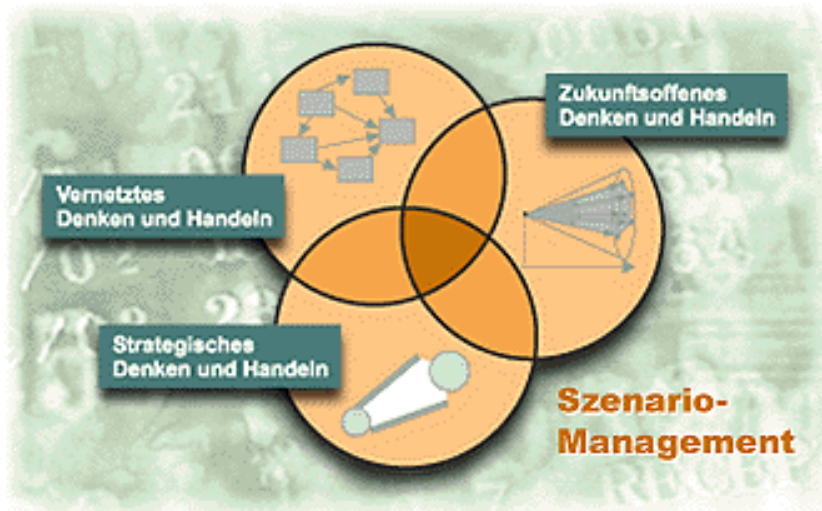 Zukunftsoffenes
Denken und Handeln
Vernetztes
Denken und Handeln
Strategisches
Denken und Handeln
Szenario-
Management